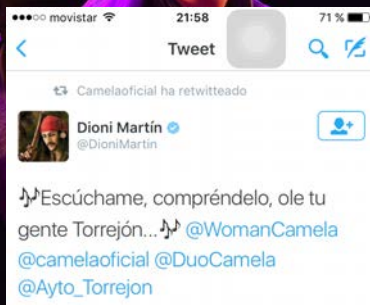 movistar 21:58 71 %
Tweet
Camelaoficial ha retwitteado
Dioni Martín
@DioniMartin
Escúchame, compréndelo, ole tu
gente Torrejón... @WomanCamela
@camelaoficial @DuoCamela
@Ayto_Torrejon